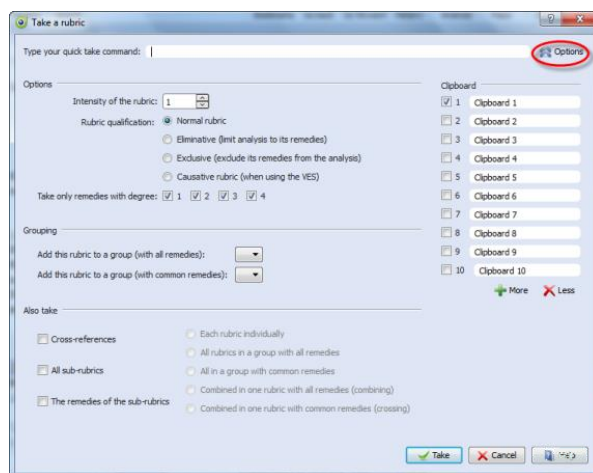 Take a rubric
Type your quick take command:
Options
Options
Intensity of the rubric: 1
Rubric qualification: Normal rubric
Eliminative (limit analysis to its remedies)
Exclusive (exclude its remedies from the analysis)
Causative rubric (when using the VES)
Take only remedies with degree: 1 2 3 4
Grouping
Add this rubric to a group (with all remedies):
Add this rubric to a group (with common remedies):
Also take
Cross-references
All sub-rubrics
The remedies of the sub-rubrics
Each rubric individually
All rubrics in a group with all remedies
All in a group with common remedies
Combined in one rubric with all remedies (combining)
Combined in one rubric with common remedies (crossing)
Clipboard
1 Clipboard 1
2 Clipboard 2
3 Clipboard 3
4 Clipboard 4
5 Clipboard 5
6 Clipboard 6
7 Clipboard 7
8 Clipboard 8
9 Clipboard 9
10 Clipboard 10
More Less
Take Cancel Help